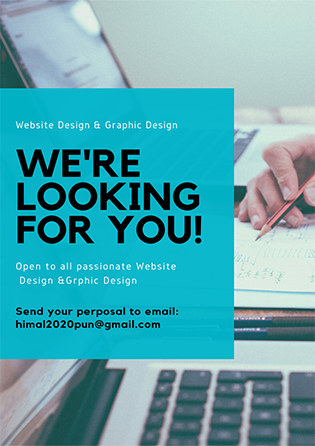 Website Design & Graphic Design
WE'RE
LOOKING
FOR YOU!
Open to all passionate Website
Design &Grphic Design
Send your perposal to email:
himal2020pun@gmail.com